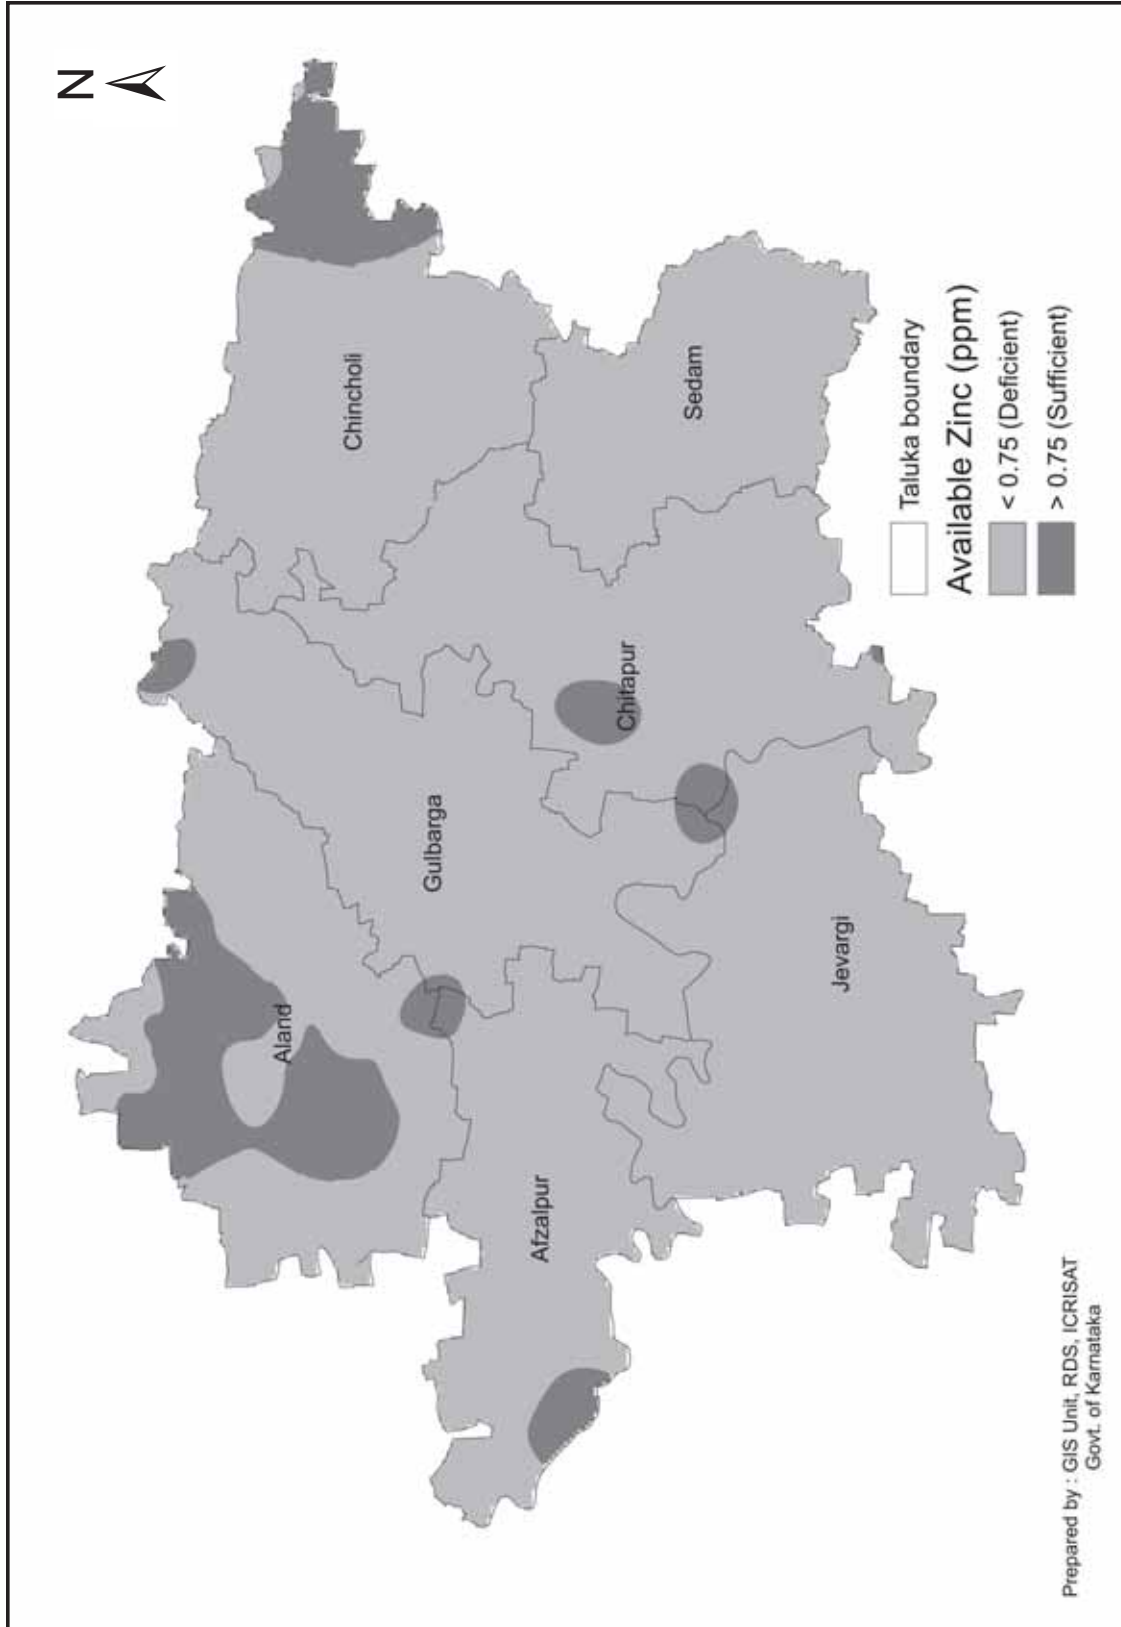 N
Chincholi
Sedam
Aland
Gulbarga
Chitapur
Afzalpur
Jevargi
Taluka boundary
Available Zinc (ppm)
< 0.75 (Deficient)
> 0.75 (Sufficient)
Prepared by : GIS Unit, RDS, ICRISAT
Govt. of Karnataka